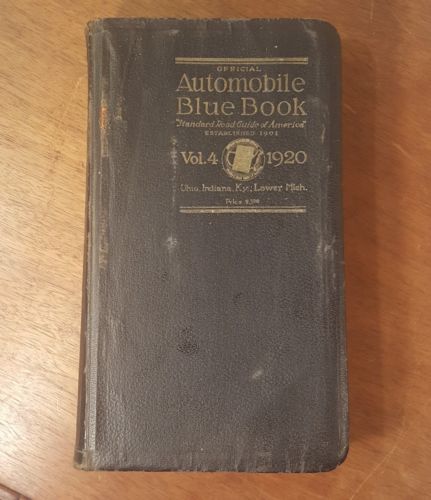 OFFICIAL
Automobile
Blue Book
"Standard Road Guide of America"
ESTABLISHED 1901
Vol. 4 1920
Ohio, Indiana, Ky.; Lower Mich.
Price